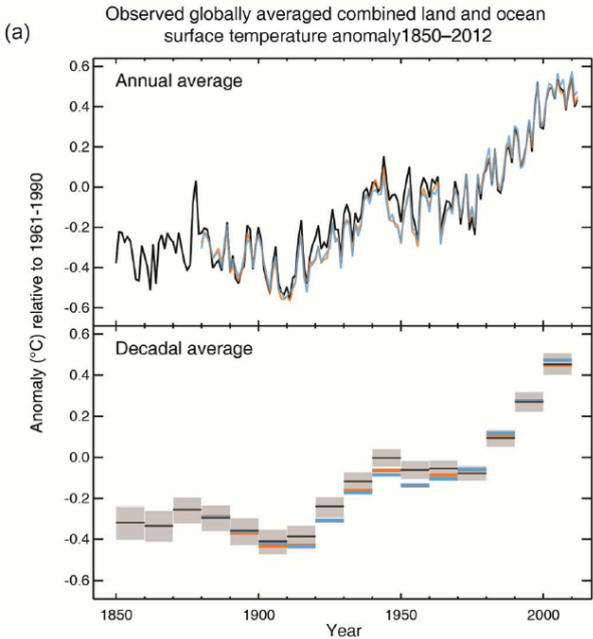 Observed globally averaged combined land and ocean
(a)
surface temperature anomaly1850–2012
Annual average
0.6
0.4
0.2
0.0
-0.2
-0.4
-0.6
Anomaly (°C) relative to 1961-1990
Decadal average
0.6
0.4
0.2
0.0
-0.2
-0.4
-0.6
1850
1900
1950
2000
Year